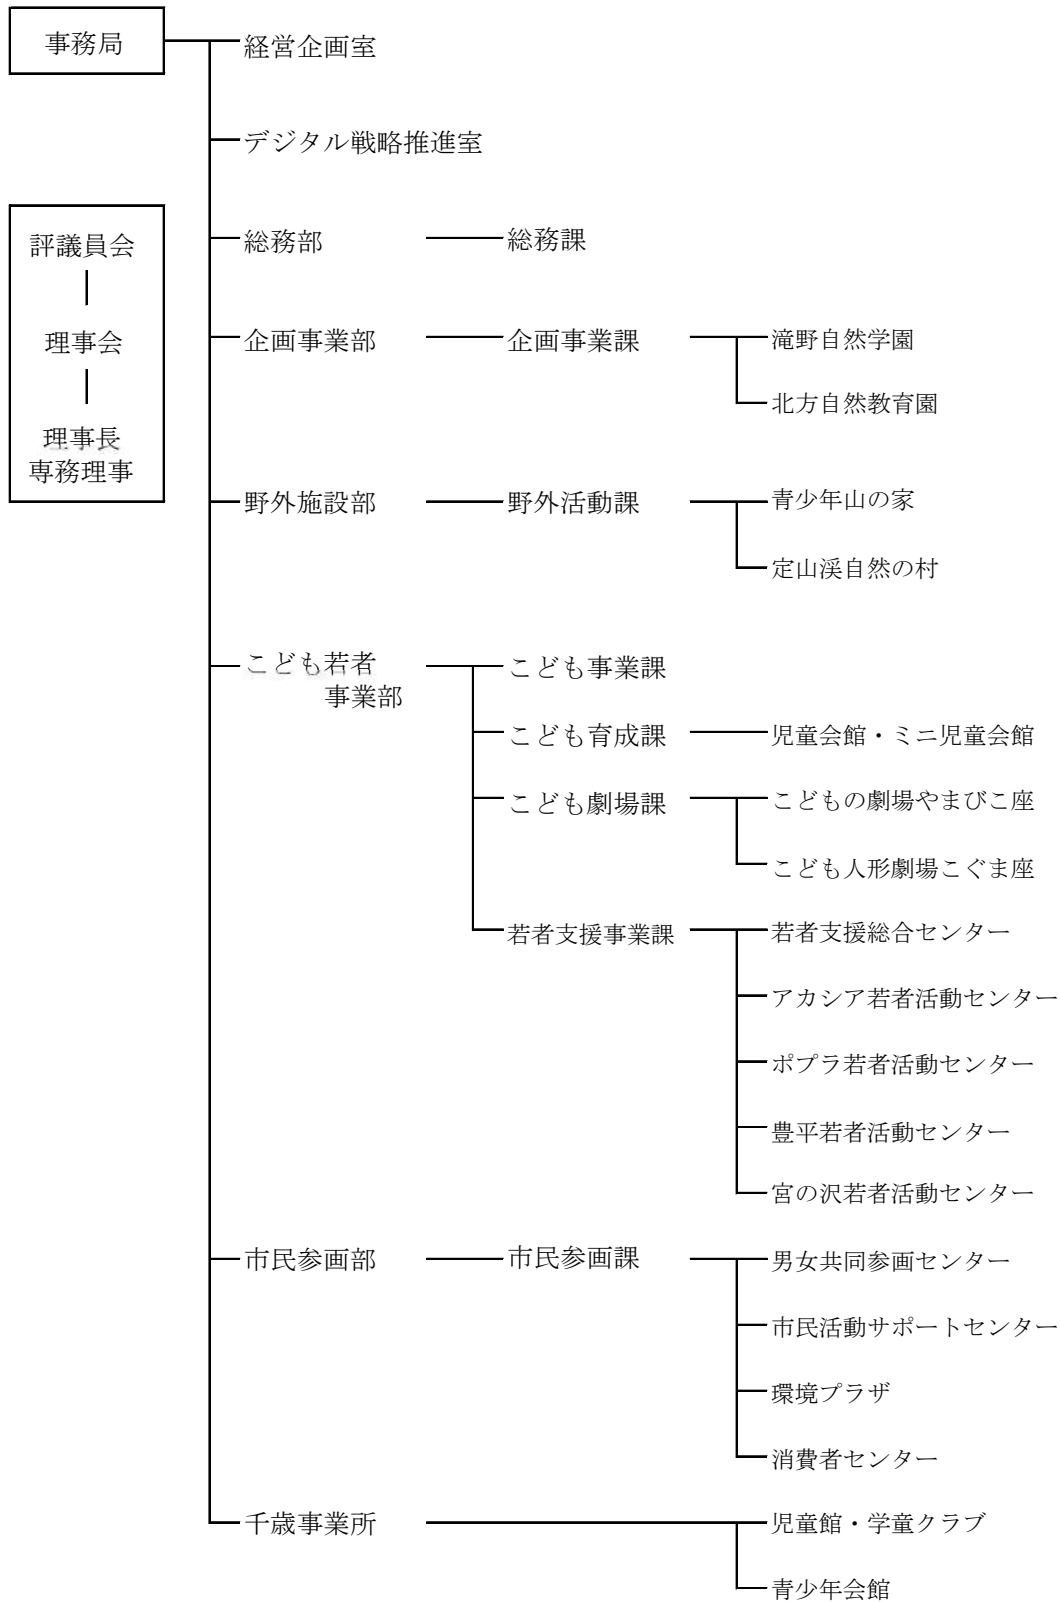 事務局
経営企画室
デジタル戦略推進室
評議員会
理事会
理事長
専務理事
総務部
総務課
企画事業部
企画事業課
滝野自然学園
北方自然教育園
野外施設部
野外活動課
青少年山の家
定山渓自然の村
こども若者
事業部
こども事業課
こども育成課
児童会館・ミニ児童会館
こども劇場課
こどもの劇場やまびこ座
こども人形劇場こぐま座
若者支援事業課
若者支援総合センター
アカシア若者活動センター
ポプラ若者活動センター
豊平若者活動センター
宮の沢若者活動センター
市民参画部
市民参画課
男女共同参画センター
市民活動サポートセンター
環境プラザ
消費者センター
千歳事業所
児童館・学童クラブ
青少年会館